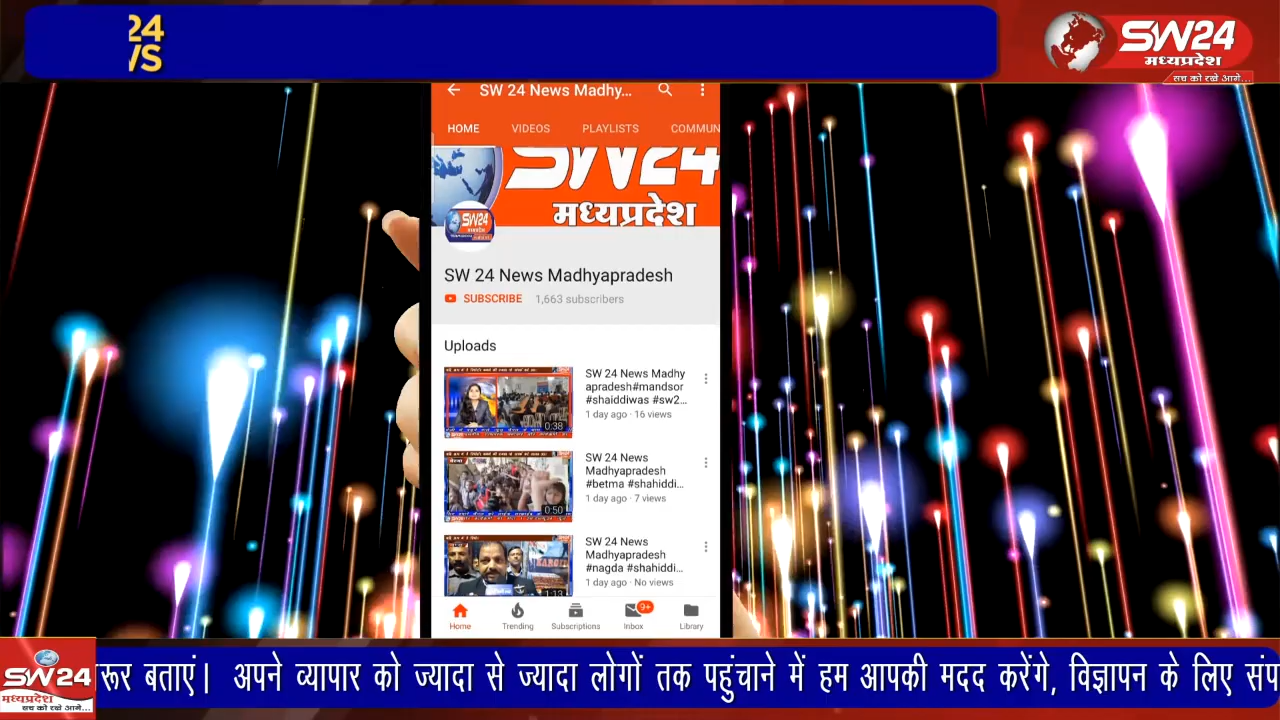 24
SW24
मध्यप्रदेश
सच को रखे आगे...
SW 24 News Madhy...
HOME VIDEOS PLAYLISTS COMMUN
SW24
मध्यप्रदेश
SW24
SW 24 News Madhyapradesh
SUBSCRIBE 1,663 subscribers
Uploads
SW 24 News Madhy
apradesh#mandsor
#shaiddiwas #sw2...
1 day ago · 16 views
0:38
SW 24 News
Madhyapradesh
#betma #shahiddi...
1 day ago · 7 views
0:50
SW 24 News
Madhyapradesh
#nagda #shahiddi...
1 day ago · No views
1:13
9+
Home Trending Subscriptions Inbox Library
SW24
मध्यप्रदेश
सच को रखे आगे...
रूर बताएं। अपने व्यापार को ज्यादा से ज्यादा लोगों तक पहुंचाने में हम आपकी मदद करेंगे, विज्ञापन के लिए संप